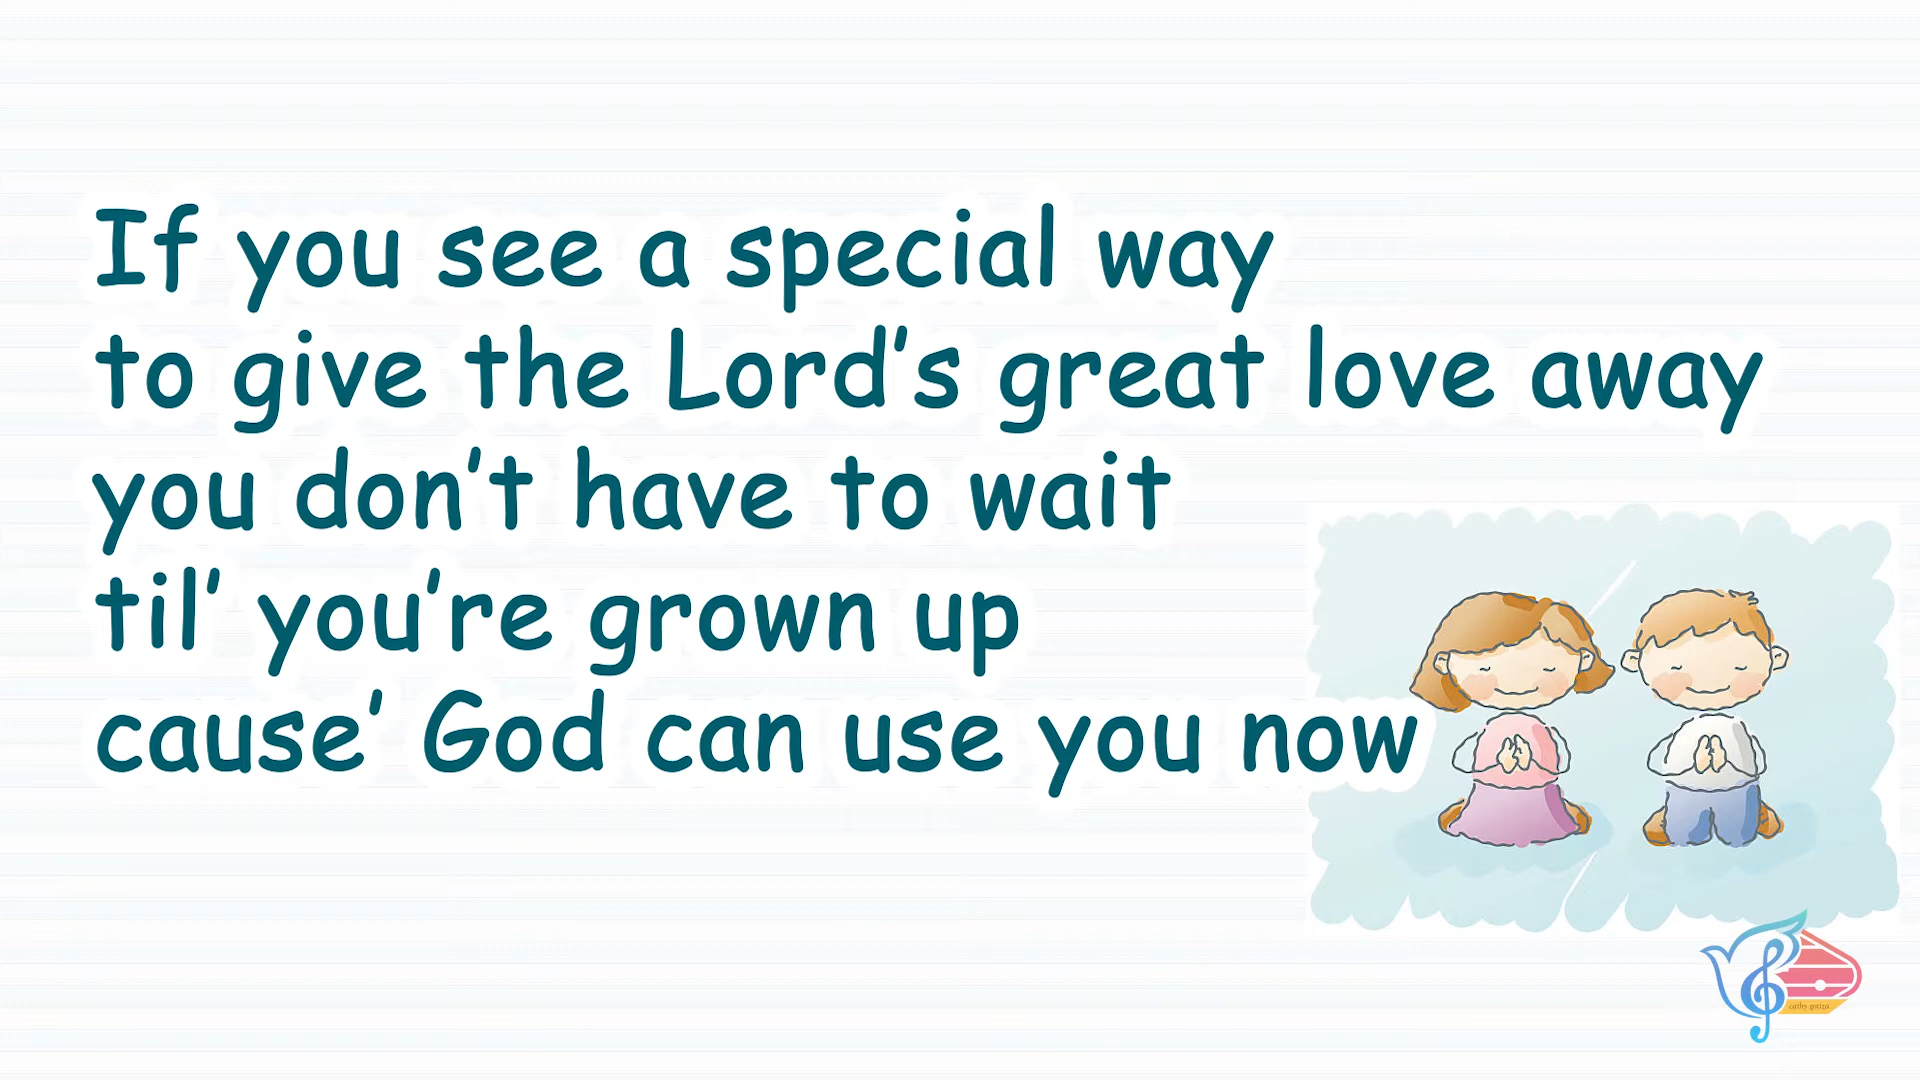 If you see a special way
to give the Lord’s great love away
you don’t have to wait
til’ you’re grown up
cause’ God can use you now